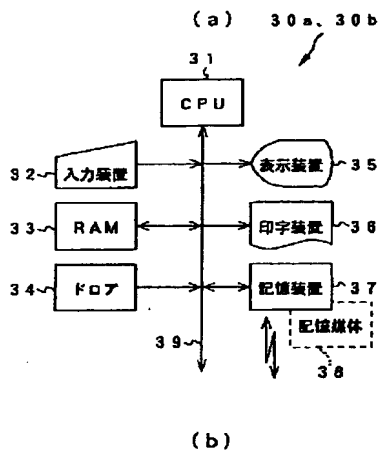 (a) 30a、30b
31
CPU
32 入力装置
表示装置 35
33 RAM
印字装置 36
34 ドロア
記憶装置 37
記憶媒体
39
38
(b)